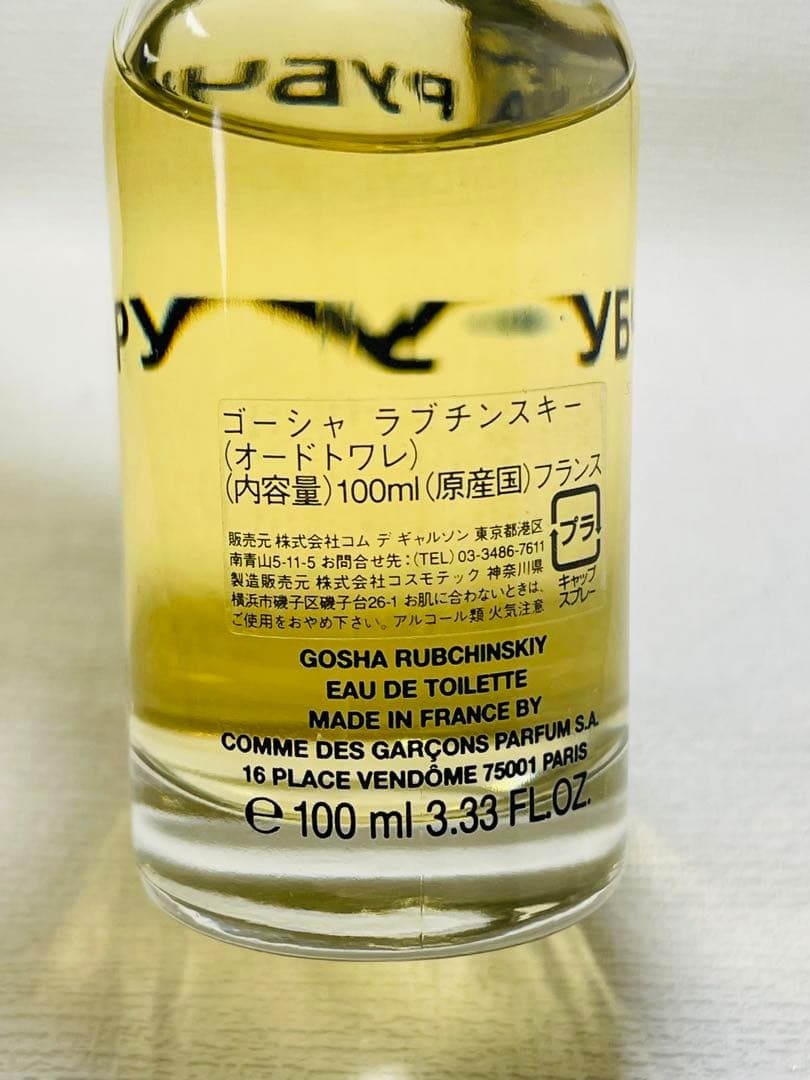 РУБЧ
РУ
УБЧ
ゴーシャ ラブチンスキー
(オードトワレ)
(内容量)100ml(原産国)フランス
販売元 株式会社コム デ ギャルソン 東京都港区
南青山5-11-5 お問合せ先:(TEL)03-3486-7611
製造販売元 株式会社コスモテック 神奈川県
横浜市磯子区磯子台26-1 お肌に合わないときは、
ご使用をおやめ下さい。アルコール類 火気注意
プラ
キャップ
スプレー
GOSHA RUBCHINSKIY
EAU DE TOILETTE
MADE IN FRANCE BY
COMME DES GARÇONS PARFUM S.A.
16 PLACE VENDÔME 75001 PARIS
℮ 100 ml 3.33 FL.OZ.